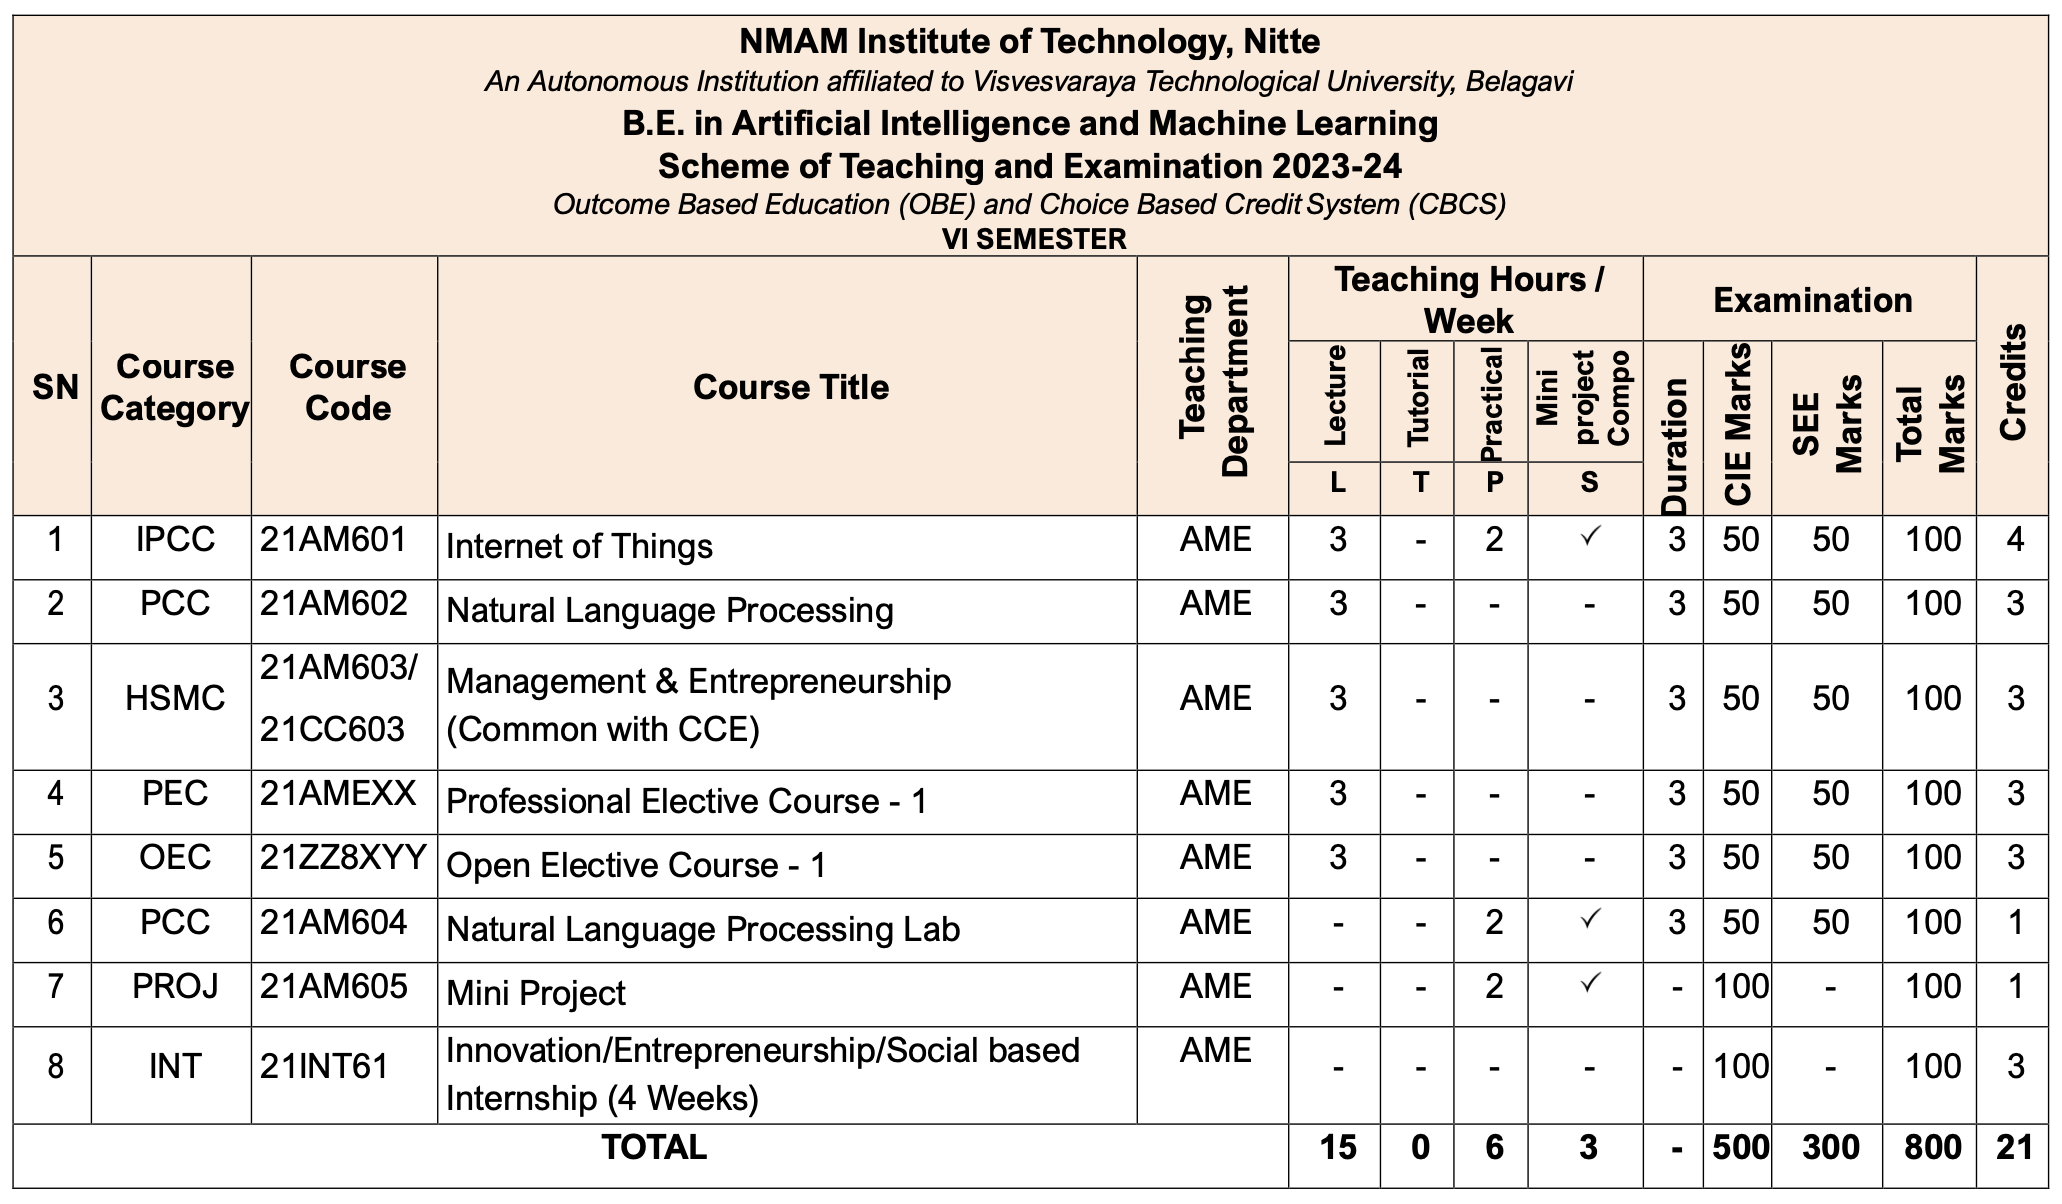 NMAM Institute of Technology, Nitte
An Autonomous Institution affiliated to Visvesvaraya Technological University, Belagavi
B.E. in Artificial Intelligence and Machine Learning
Scheme of Teaching and Examination 2023-24
Outcome Based Education (OBE) and Choice Based Credit System (CBCS)
VI SEMESTER
SN
Course
Category
Course
Code
Course Title
Teaching
Department
Teaching Hours /
Week
Lecture
Tutorial
Practical
Mini
project
Compo
L
T
P
S
Examination
Duration
CIE Marks
SEE
Marks
Total
Marks
Credits
1 IPCC 21AM601 Internet of Things AME 3 - 2 ✓ 3 50 50 100 4
2 PCC 21AM602 Natural Language Processing AME 3 - - - 3 50 50 100 3
3 HSMC 21AM603/
21CC603 Management & Entrepreneurship
(Common with CCE) AME 3 - - - 3 50 50 100 3
4 PEC 21AMEXX Professional Elective Course - 1 AME 3 - - - 3 50 50 100 3
5 OEC 21ZZ8XYY Open Elective Course - 1 AME 3 - - - 3 50 50 100 3
6 PCC 21AM604 Natural Language Processing Lab AME - - 2 ✓ 3 50 50 100 1
7 PROJ 21AM605 Mini Project AME - - 2 ✓ - 100 - 100 1
8 INT 21INT61 Innovation/Entrepreneurship/Social based
Internship (4 Weeks) AME - - - - - 100 - 100 3
TOTAL 15 0 6 3 - 500 300 800 21